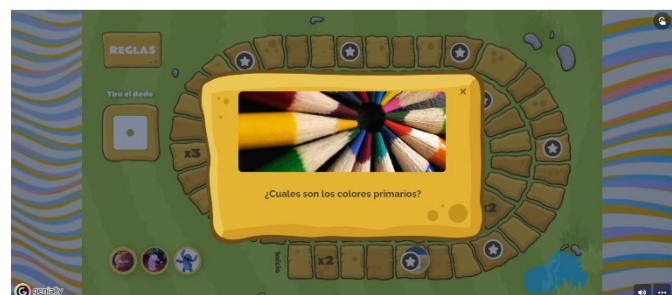 REGLAS
Tira el dado
x3
¿Cuales son los colores primarios?
x2
Inicio
x2
genially